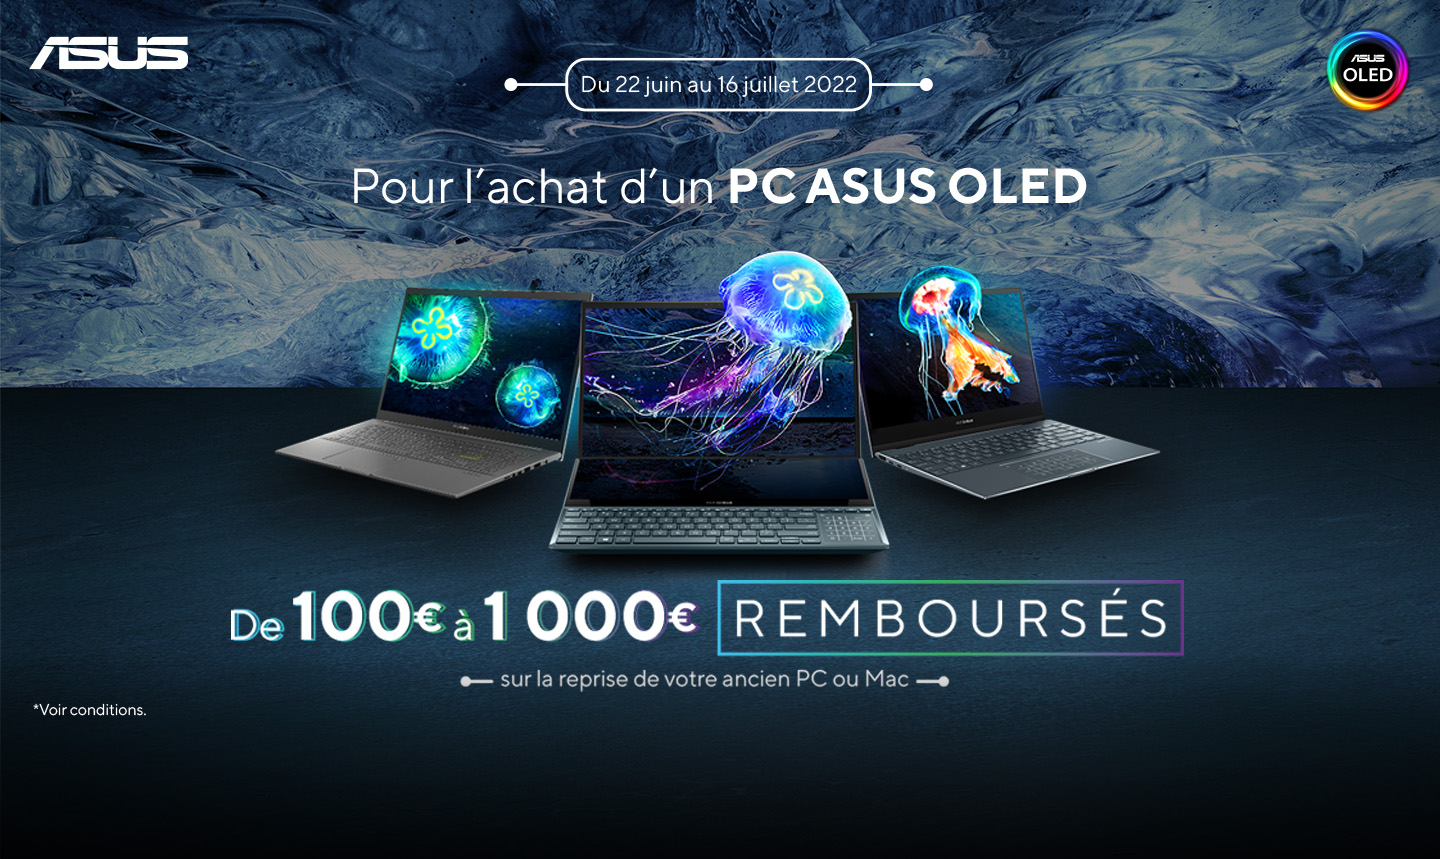 ASUS
Du 22 juin au 16 juillet 2022
ASUS
OLED
Pour l'achat d'un PC ASUS OLED
De 100€ à 1 000€ REMBOURSÉS
sur la reprise de votre ancien PC ou Mac
*Voir conditions.